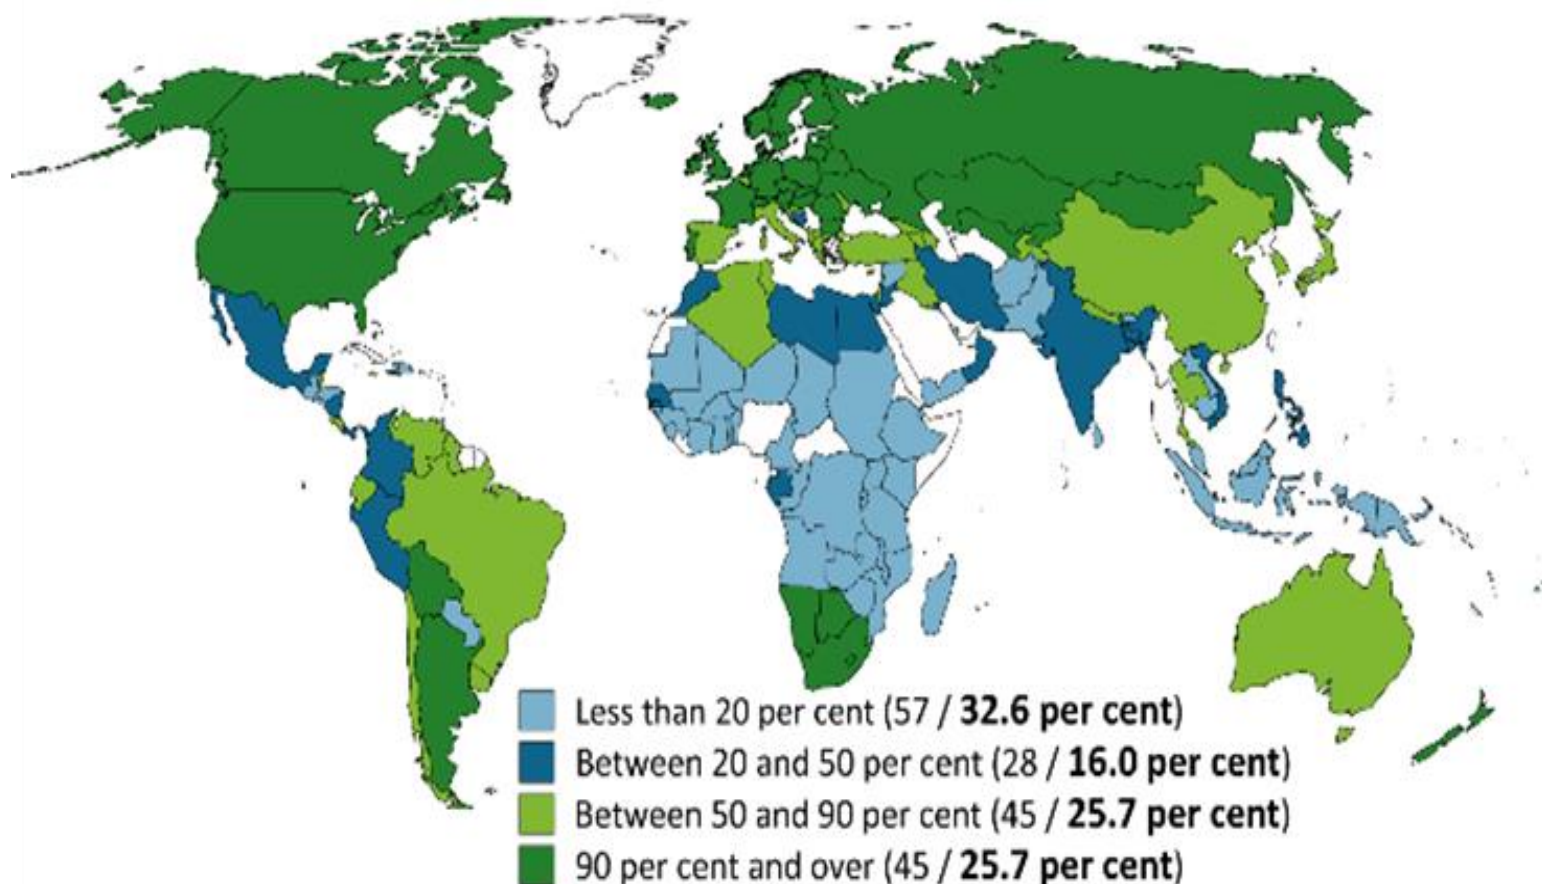 Less than 20 per cent (57 / 32.6 per cent)
Between 20 and 50 per cent (28 / 16.0 per cent)
Between 50 and 90 per cent (45 / 25.7 per cent)
90 per cent and over (45 / 25.7 per cent)